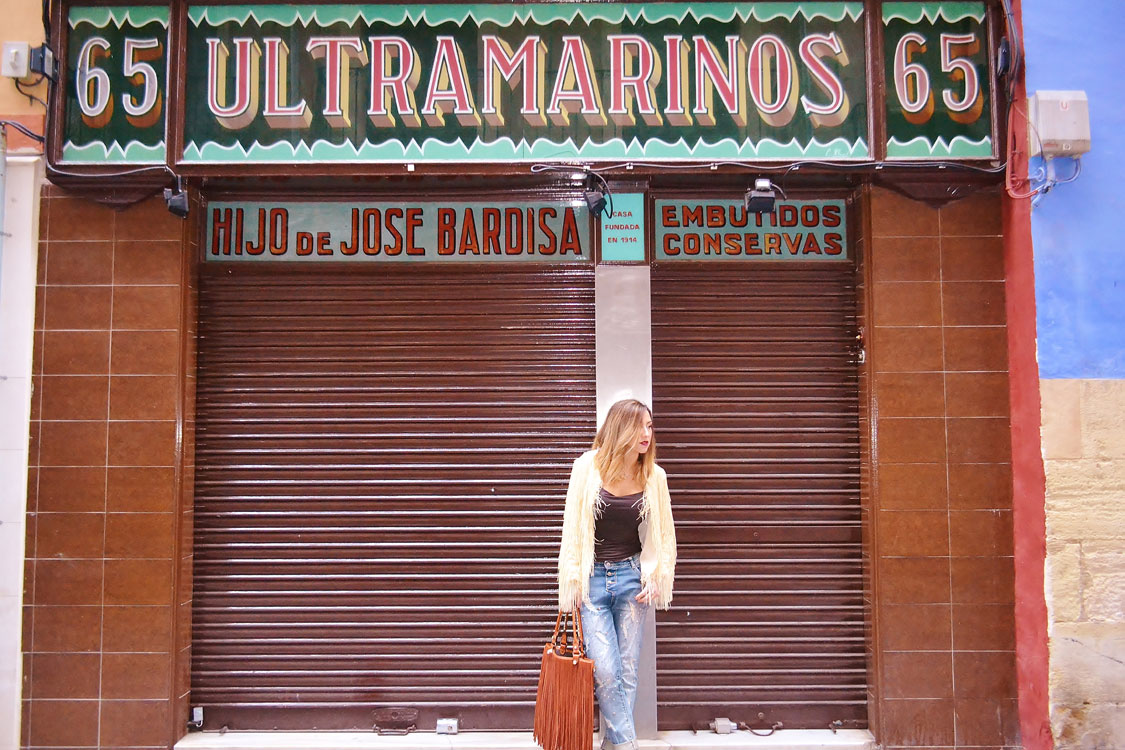 65 ULTRAMARINOS 65
HIJO DE JOSE BARDISA
CASA
FUNDADA
EN 1914
EMBUTIDOS
CONSERVAS